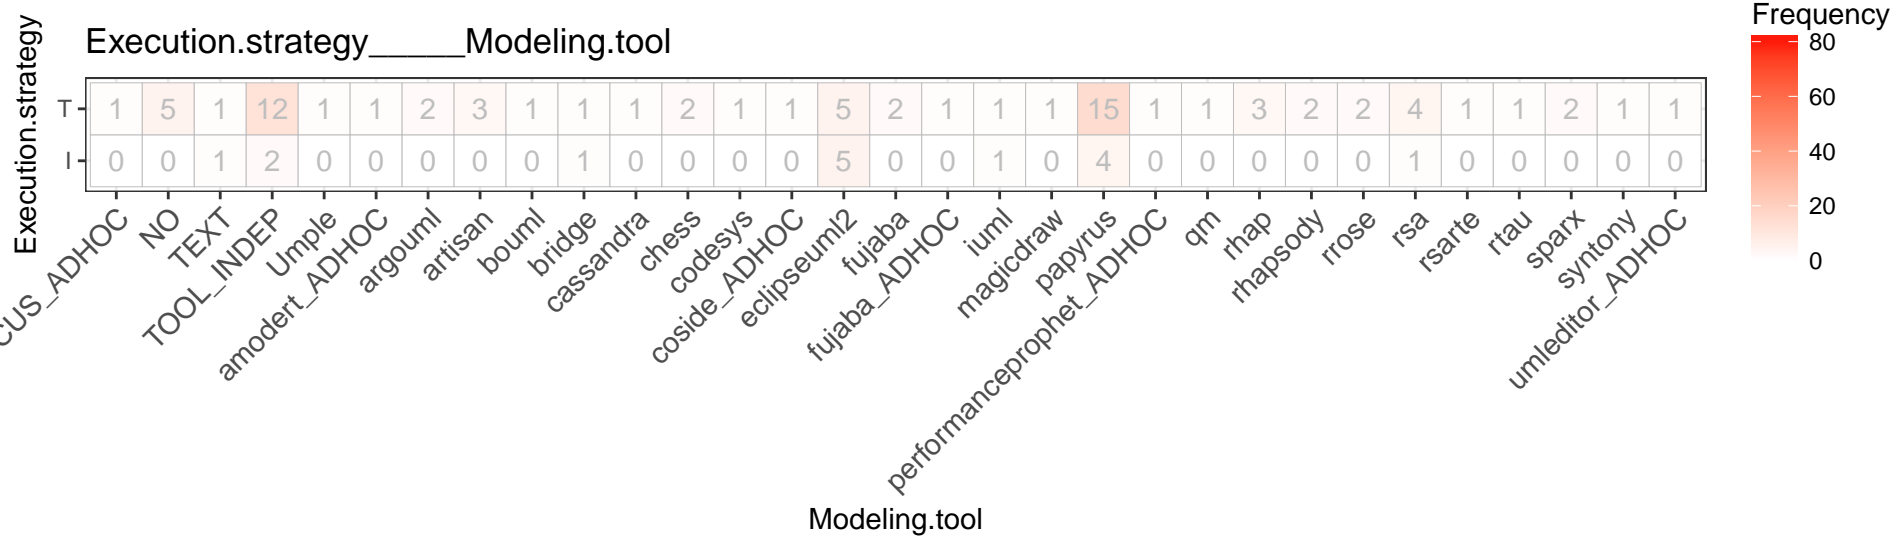 Execution.strategy_____Modeling.tool
Execution.strategy
T 1 5 1 12 1 1 2 3 1 1 1 2 1 1 5 2 1 1 1 15 1 1 3 2 2 4 1 1 2 1 1
I 0 0 1 2 0 0 0 0 0 1 0 0 0 0 5 0 0 1 0 4 0 0 0 0 0 1 0 0 0 0 0
CUS_ADHOC
NO
TEXT
TOOL_INDEP
Umple
amodert_ADHOC
argouml
artisan
bouml
bridge
cassandra
chess
codesys
coside_ADHOC
eclipseuml2
fujaba
fujaba_ADHOC
iuml
magicdraw
papyrus
performanceprophet_ADHOC
qm
rhap
rhapsody
rrose
rsa
rsarte
rtau
sparx
syntony
umleditor_ADHOC
Modeling.tool
Frequency
80
60
40
20
0